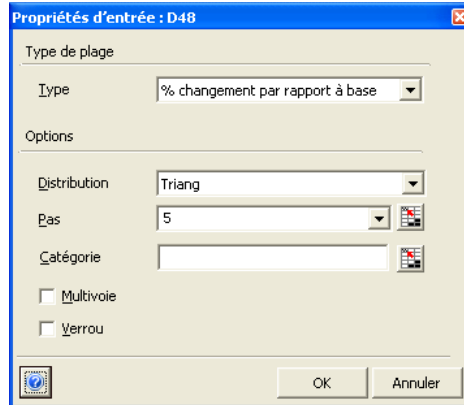 Propriétés d'entrée : D48
Type de plage
Type % changement par rapport à base
Options
Distribution Triang
Pas 5
Catégorie
Multivoie
Verrou
OK Annuler